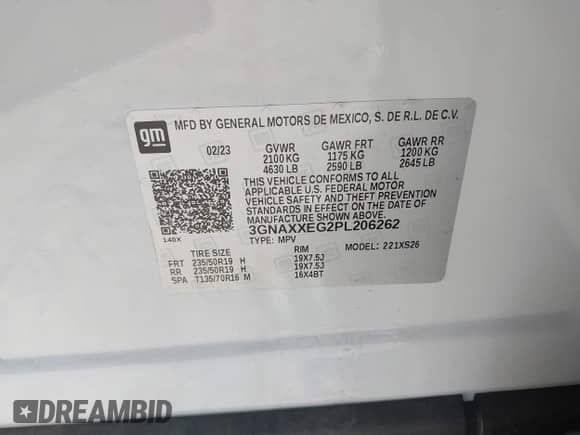 gm
MFD BY GENERAL MOTORS DE MEXICO, S. DE R.L. DE C.V.
02/23 GVWR GAWR FRT GAWR RR
2100 KG 1175 KG 1200 KG
4630 LB 2590 LB 2645 LB
THIS VEHICLE CONFORMS TO ALL
APPLICABLE U.S. FEDERAL MOTOR
VEHICLE SAFETY AND THEFT PREVENTION
STANDARDS IN EFFECT ON THE DATE OF
MANUFACTURE SHOWN ABOVE.
3GNAXXEG2PL206262
TYPE: MPV MODEL: 221XS26
140X
TIRE SIZE RIM
FRT 235/50R19 H 19X7.5J
RR 235/50R19 H 19X7.5J
SPA T135/70R16 M 16X4BT
DREAMBID